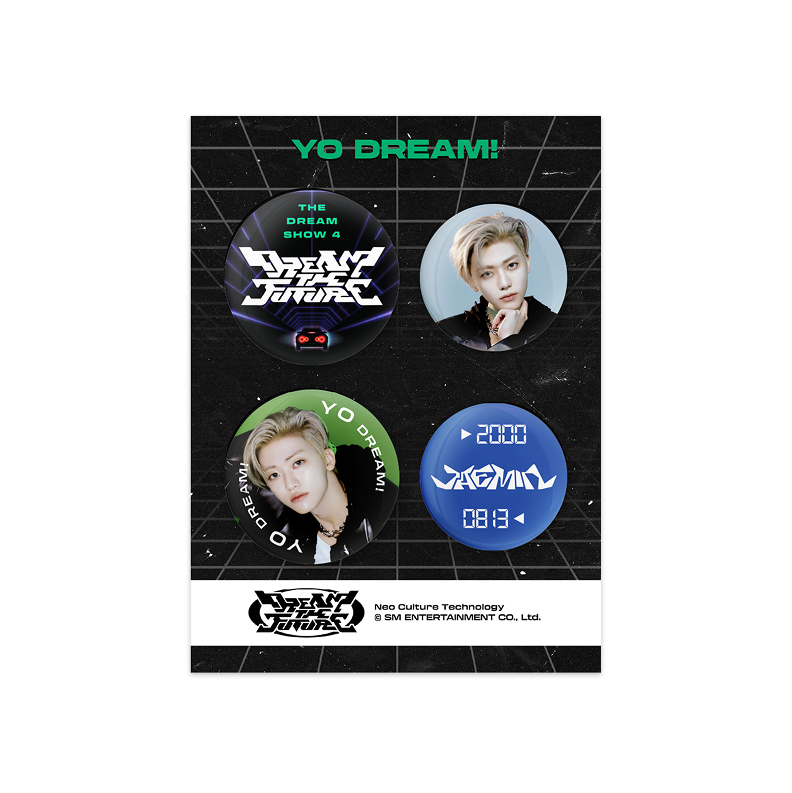 YO DREAM!
THE
DREAM
SHOW 4
DREAM
THE
FUTURE
YO DREAM!
YO DREAM!
▶2000
JAEMIN
0813◀
DREAM
THE
FUTURE
Neo Culture Technology
© SM ENTERTAINMENT CO., Ltd.